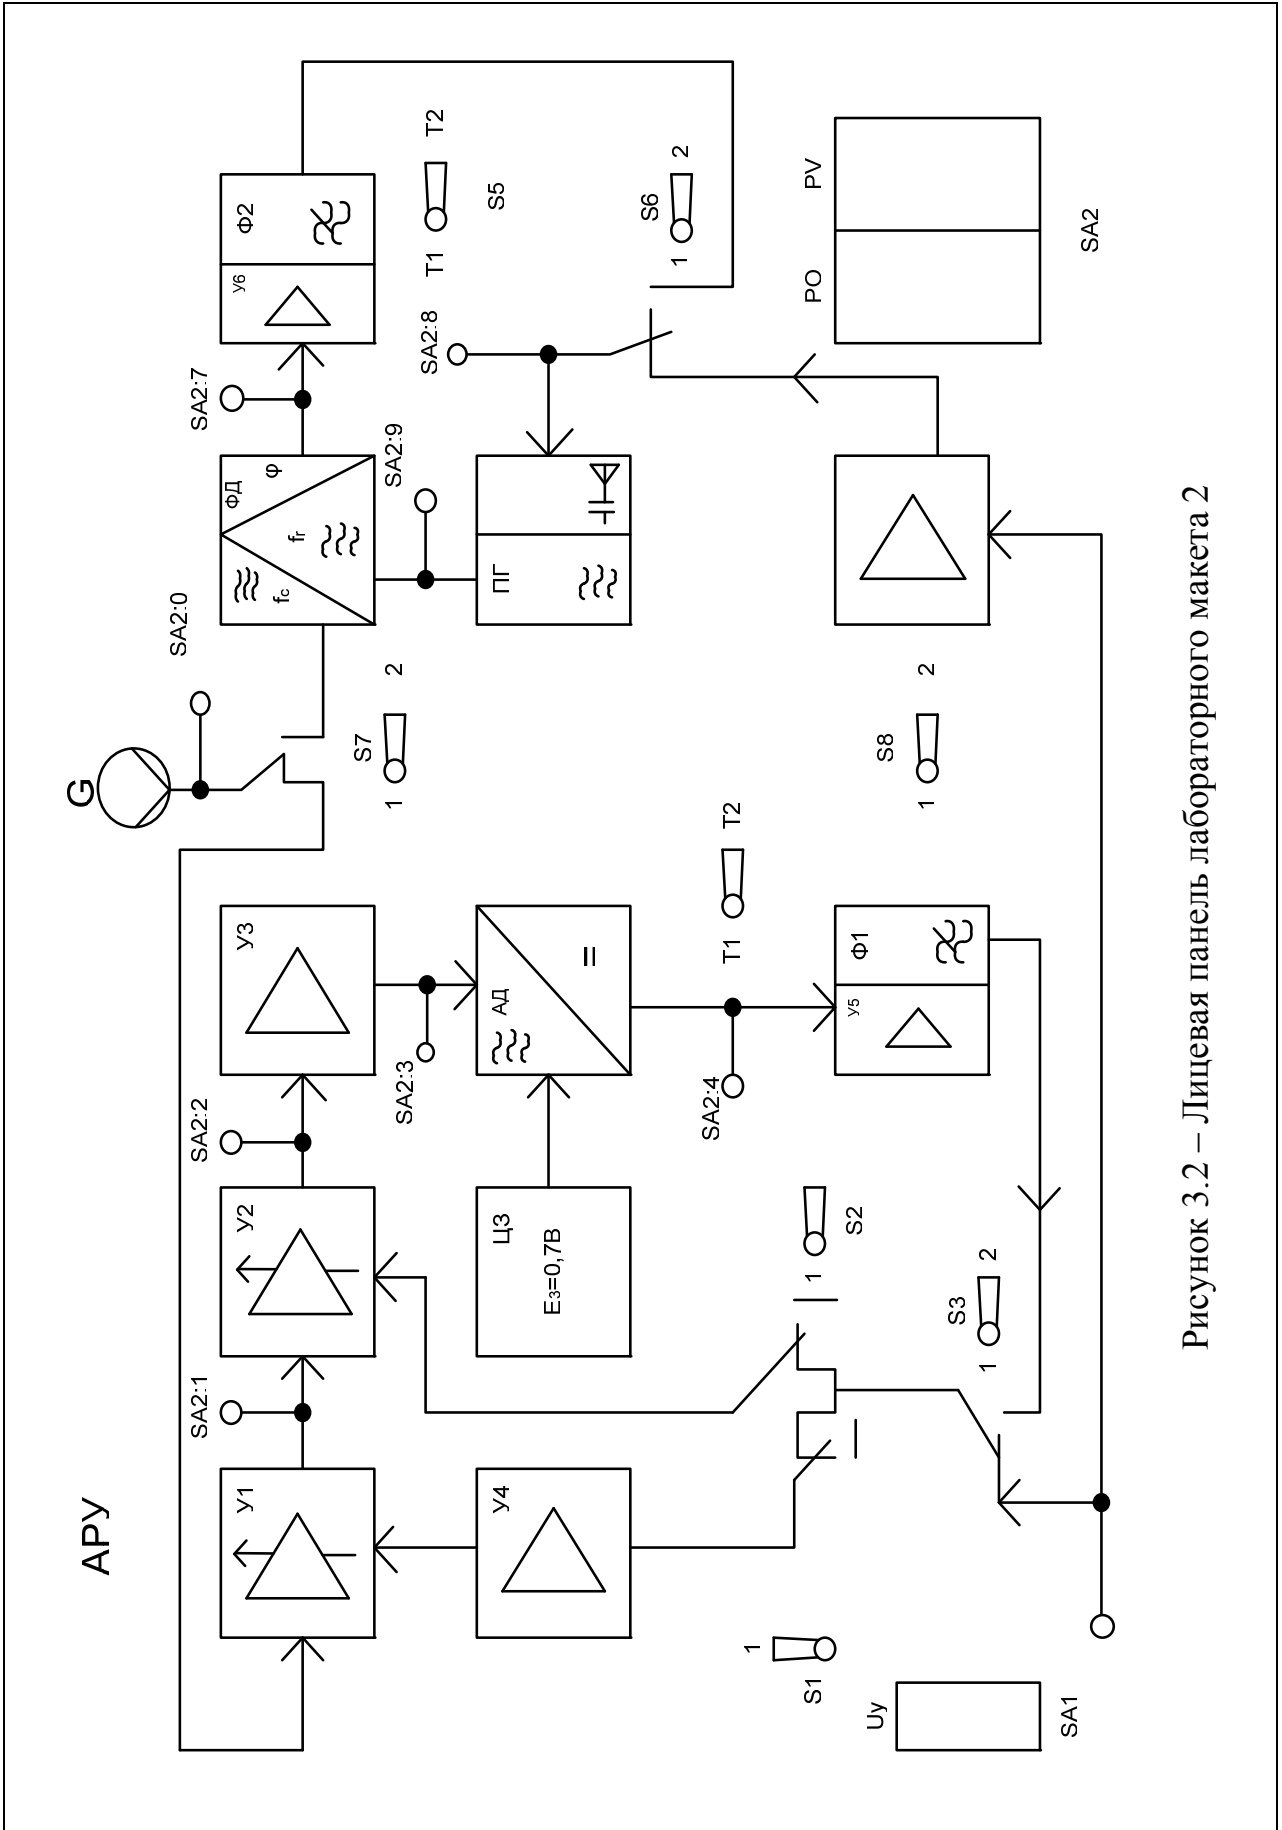 АРУ
G
SA2:0
SA2:1
SA2:2
SA2:7
У1
У2
У3
ФД
φ
fс
fг
У6
Ф2
SA2:3
SA2:9
SA2:8
T1
T2
S5
У4
ЦЗ
Eз=0,7В
АД
=
ПГ
S7
1
2
S6
1
2
SA2:4
T1
T2
S1
1
S2
1
У5
Ф1
S8
1
2
PO
PV
Uу
S3
1
2
SA1
SA2
Рисунок 3.2 – Лицевая панель лабораторного макета 2